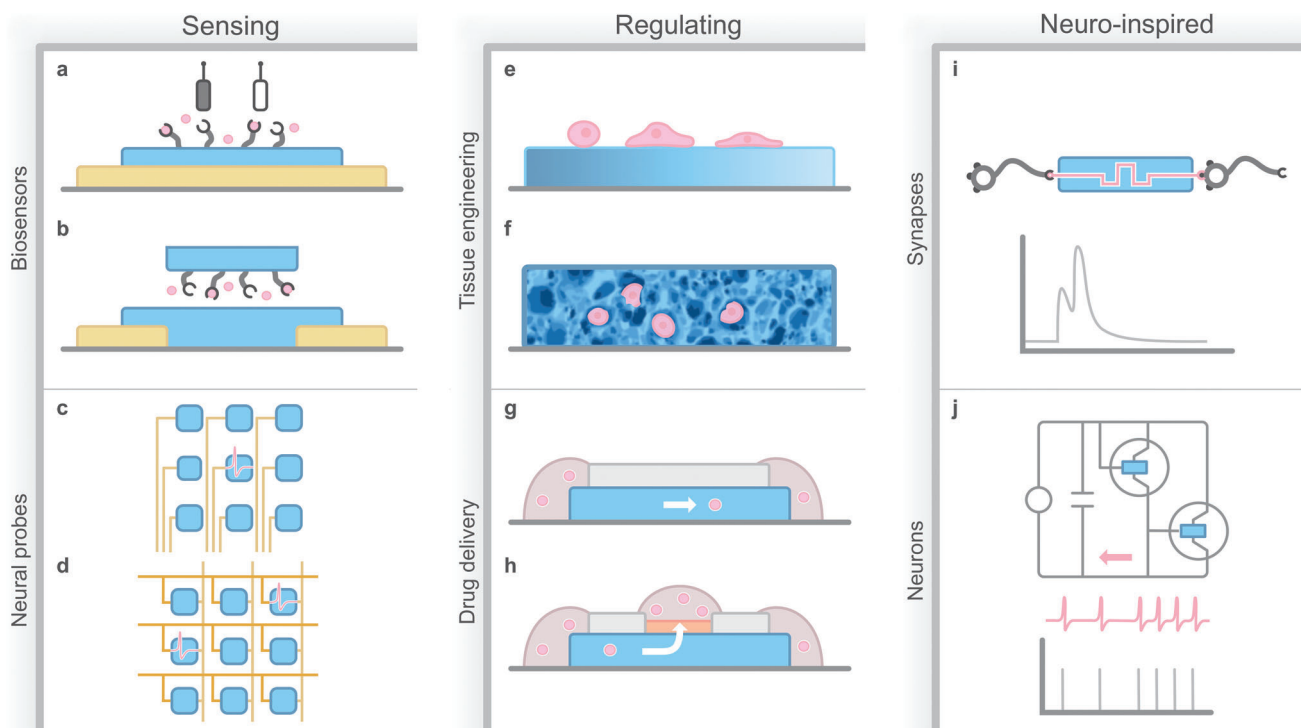 Sensing
Regulating
Neuro-inspired
Biosensors
a
b
Neural probes
c
d
Tissue engineering
e
f
Drug delivery
g
h
Synapses
i
Neurons
j